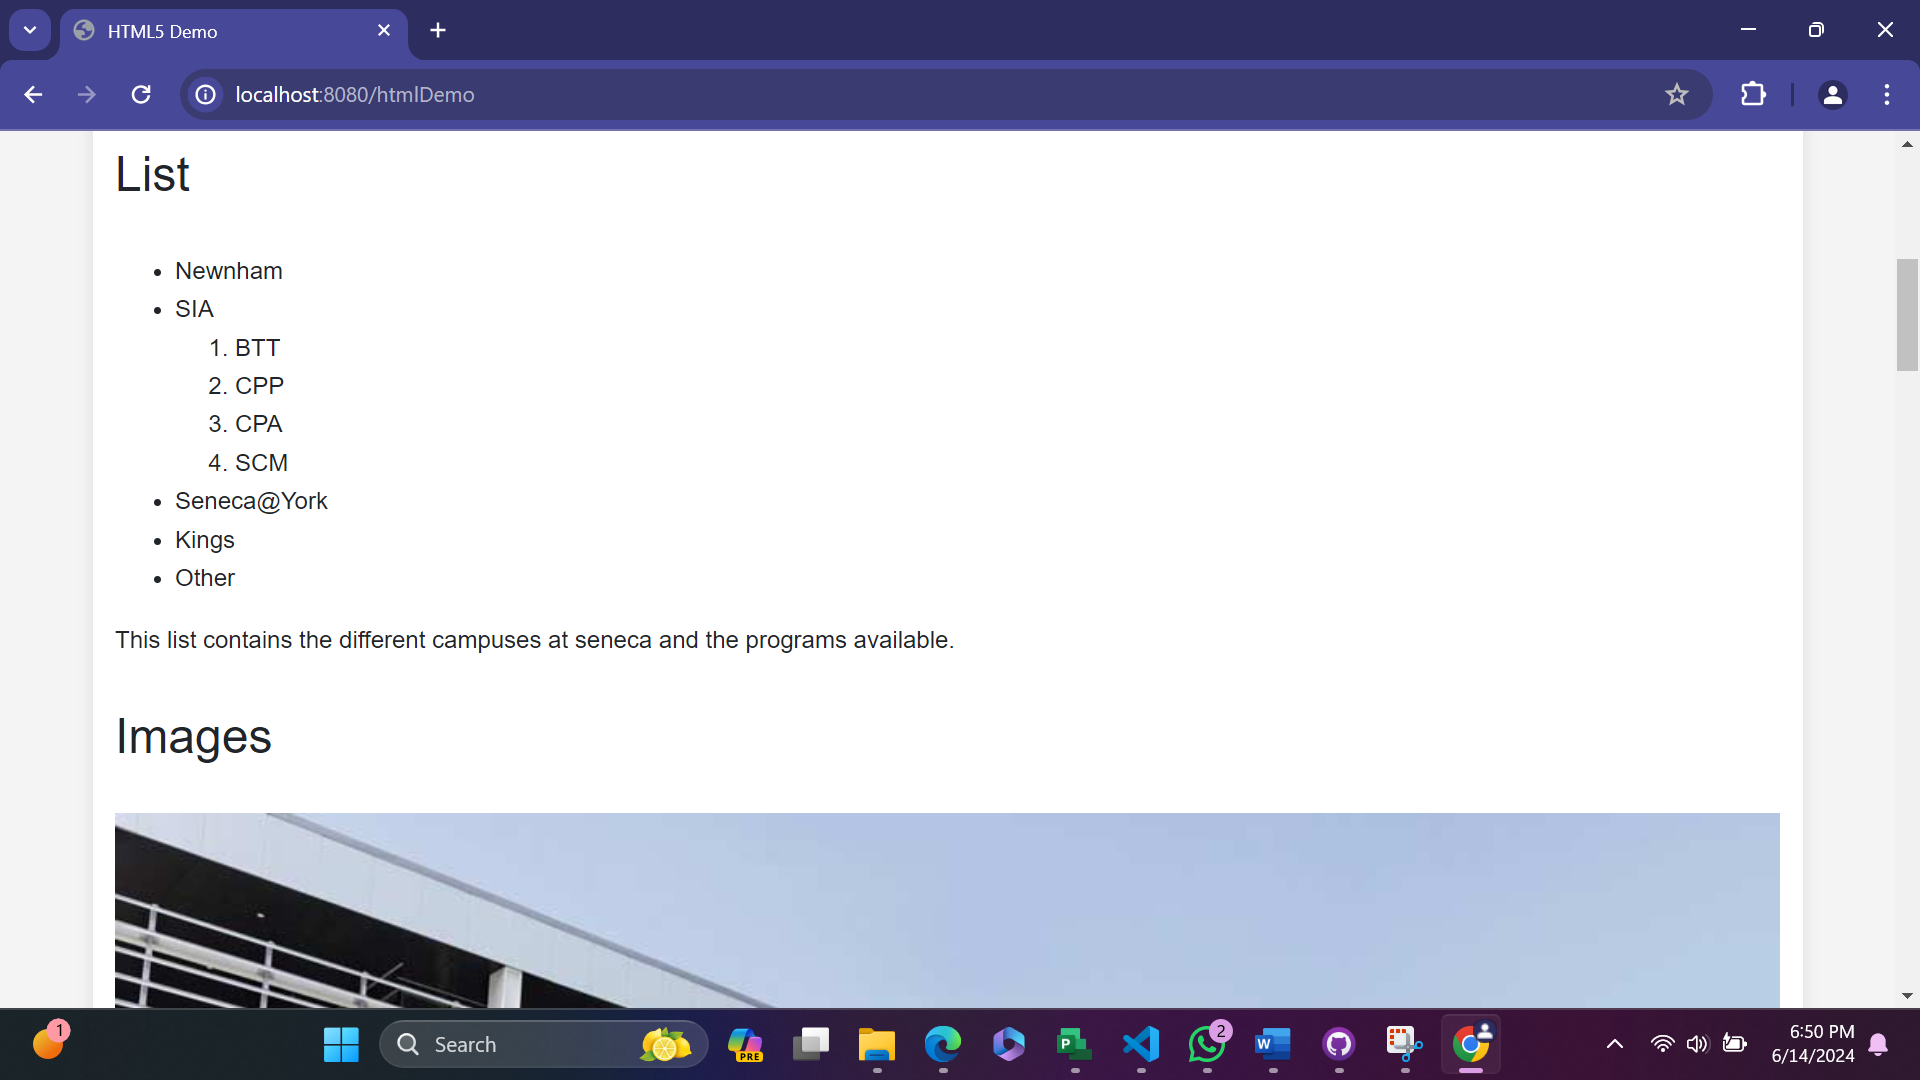 HTML5 Demo
localhost:8080/htmlDemo
List
• Newnham
• SIA
1. BTT
2. CPP
3. CPA
4. SCM
• Seneca@York
• Kings
• Other
This list contains the different campuses at seneca and the programs available.
Images
1
Search
PRE
P
2
W
6:50 PM
6/14/2024